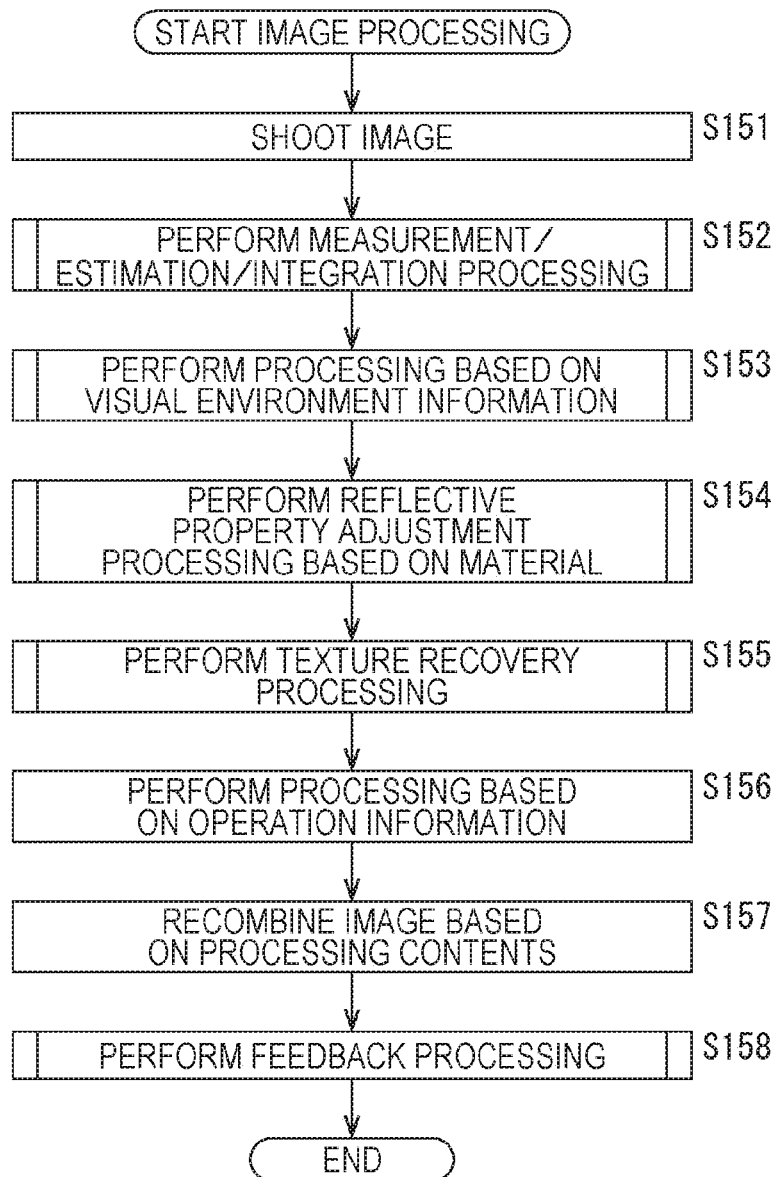 START IMAGE PROCESSING
SHOOT IMAGE
S151
PERFORM MEASUREMENT/
ESTIMATION/INTEGRATION PROCESSING
S152
PERFORM PROCESSING BASED ON
VISUAL ENVIRONMENT INFORMATION
S153
PERFORM REFLECTIVE
PROPERTY ADJUSTMENT
PROCESSING BASED ON MATERIAL
S154
PERFORM TEXTURE RECOVERY
PROCESSING
S155
PERFORM PROCESSING BASED
ON OPERATION INFORMATION
S156
RECOMBINE IMAGE BASED
ON PROCESSING CONTENTS
S157
PERFORM FEEDBACK PROCESSING
S158
END